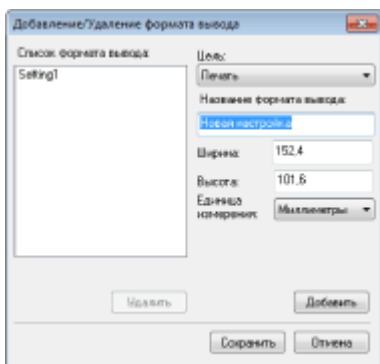 Добавление/Удаление формата вывода
Список формата вывода:
Setting1
Цель:
Печать
Название формата вывода:
Новая настройка
Ширина: 152,4
Высота: 101,6
Единица
измерения: Миллиметры
Удалить
Добавить
Сохранить
Отмена